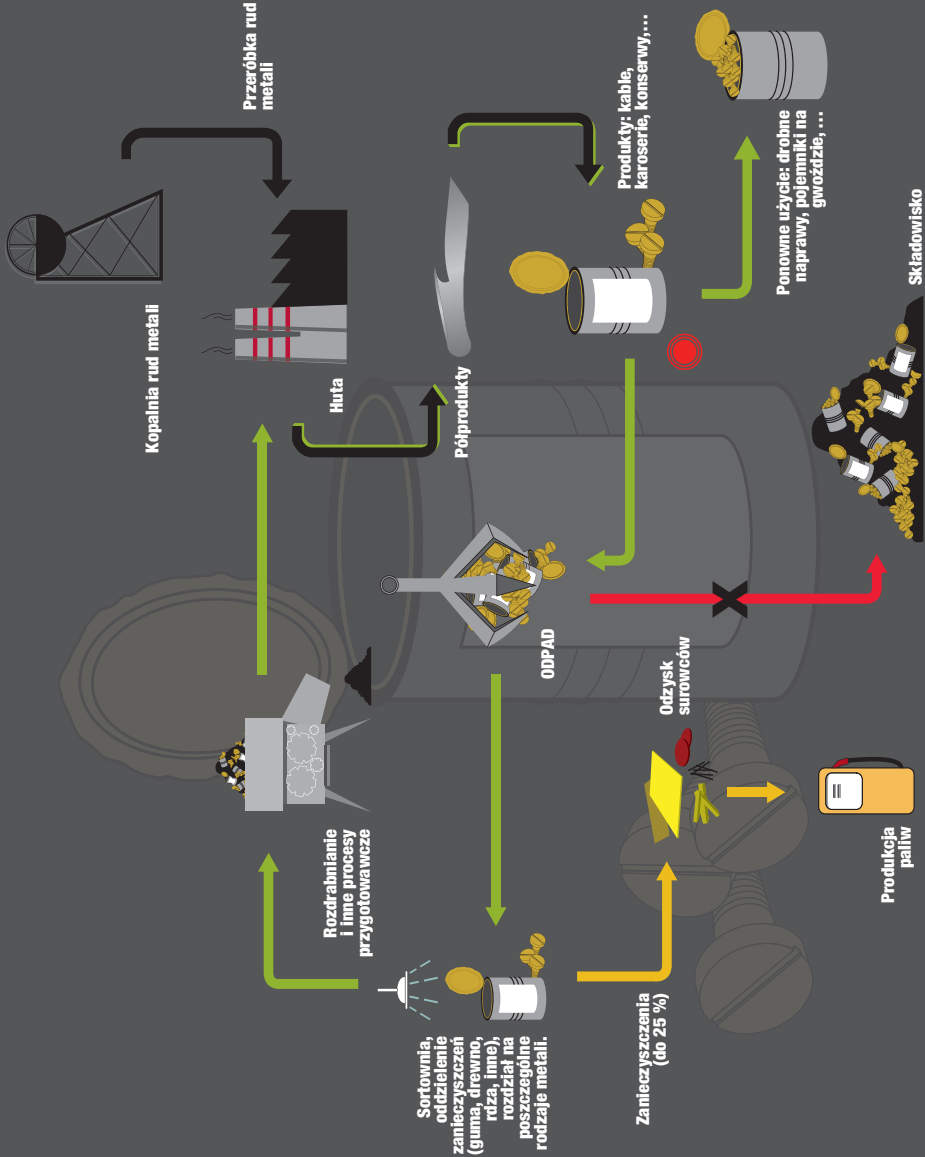 Kopalnia rud metali
Przeróbka rud
metali
Rozdrabnianie
i inne procesy
przygotowawcze
Huta
Sortownia,
oddzielenie
zanieczyszczeń
(guma, drewno,
rdza, inne),
rozdział na
poszczególne
rodzaje metali.
Półprodukty
ODPAD
Produkty: kable,
karoserie, konserwy,…
Zanieczyszczenia
(do 25 %)
Odzysk
surowców
Ponowne użycie: drobne
naprawy, pojemniki na
gwoździe, …
Produkcja
paliw
Składowisko